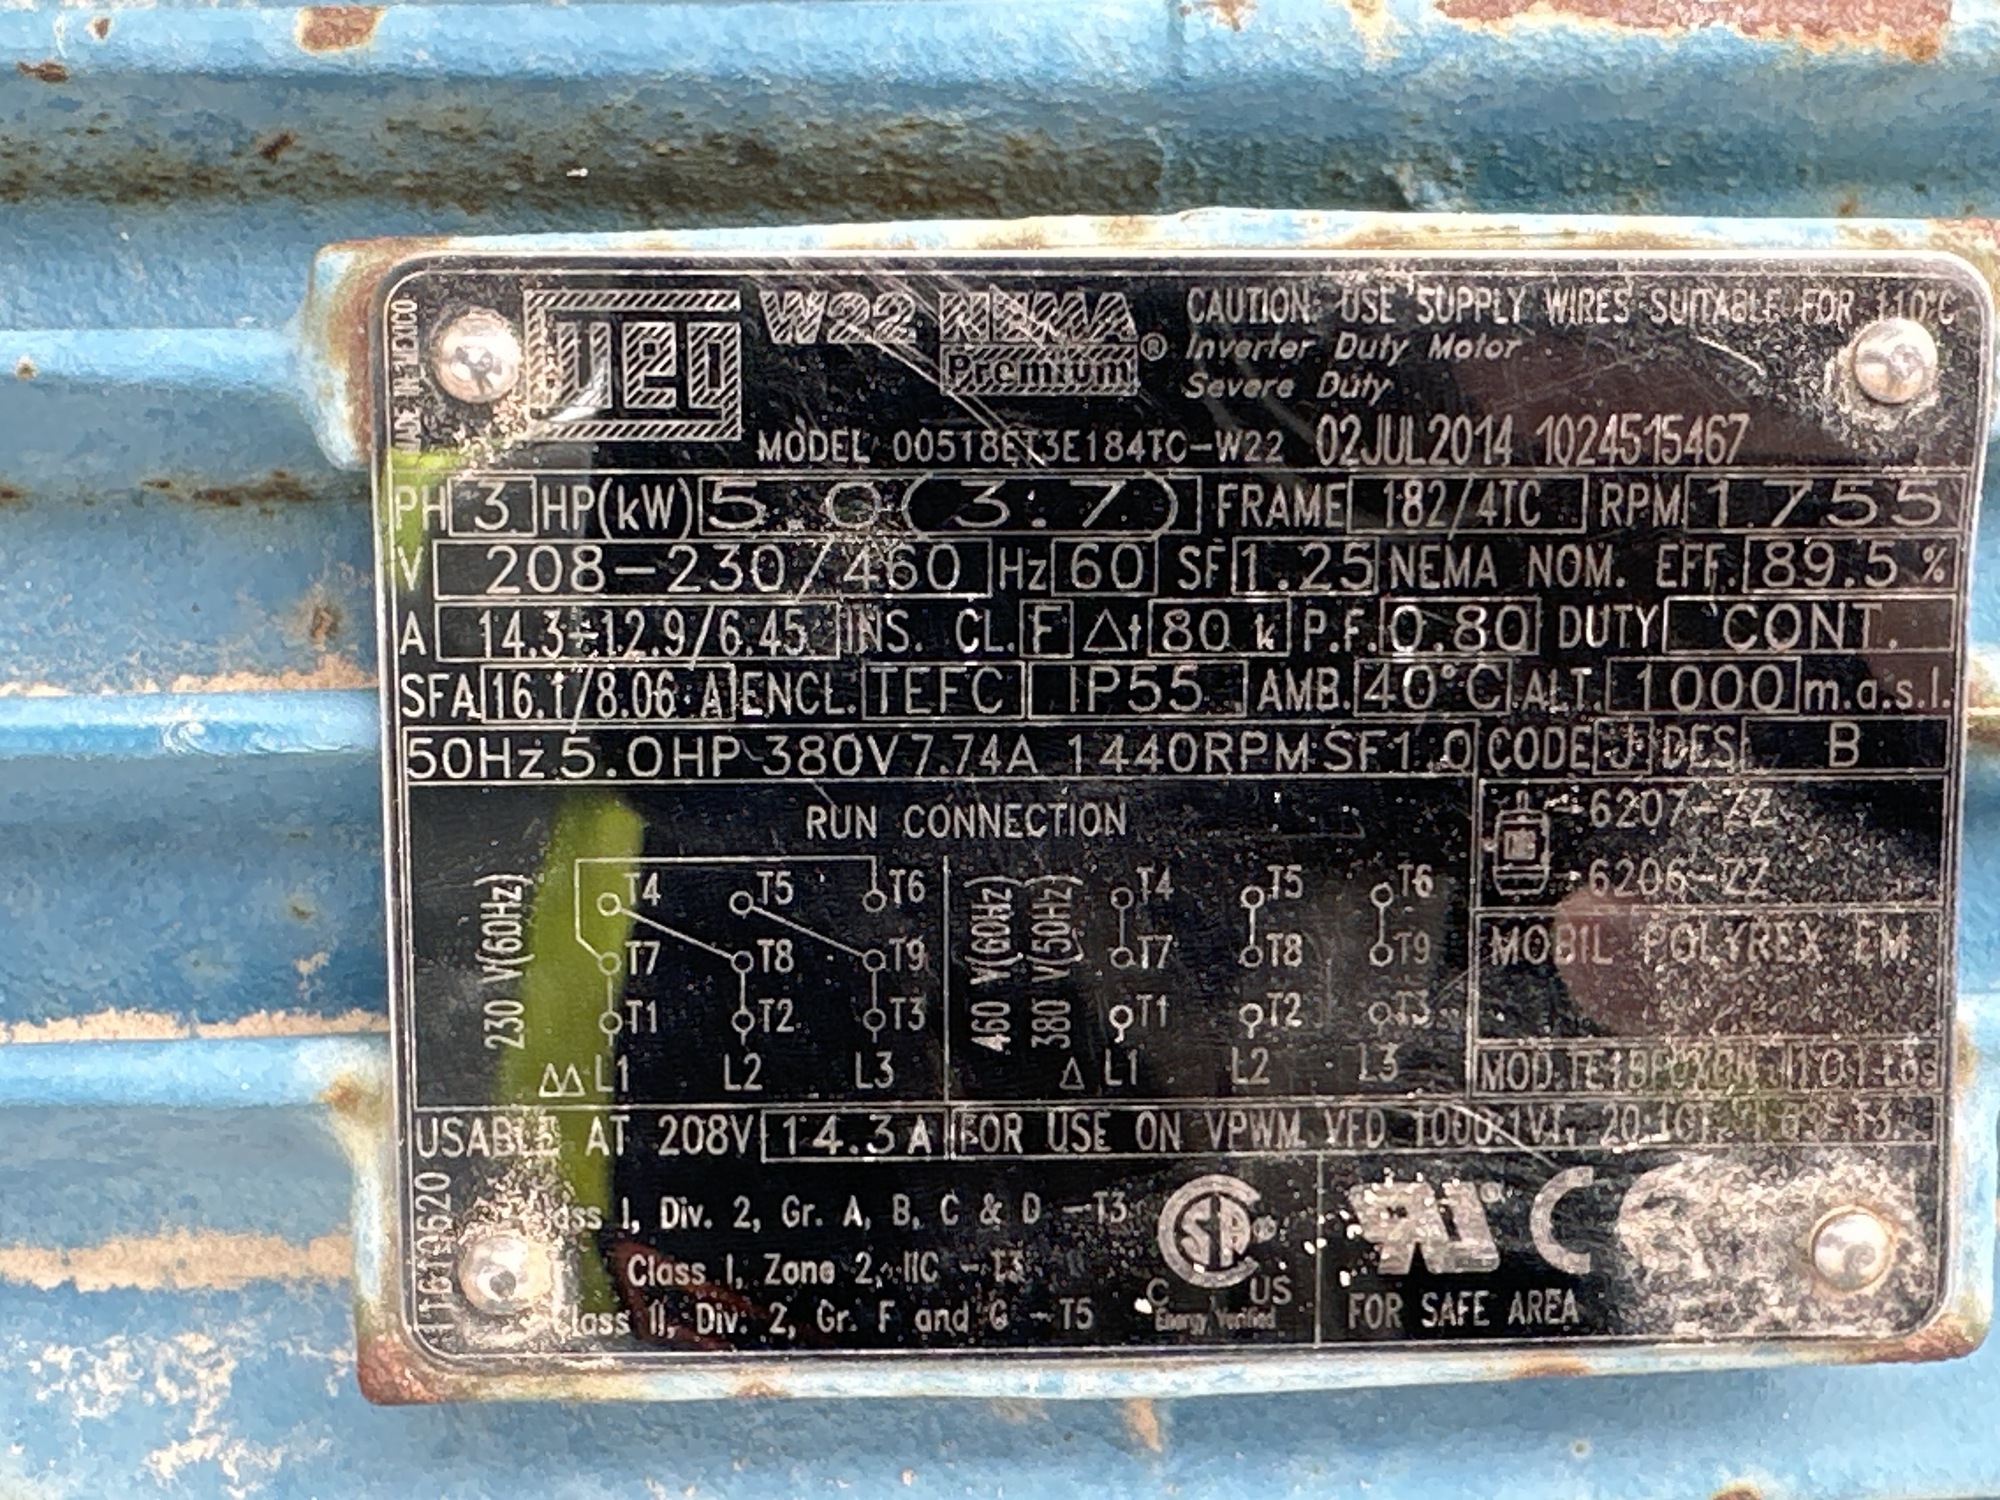 MADE IN MEXICO
WEG W22 NEMA Premium®
CAUTION: USE SUPPLY WIRES SUITABLE FOR 110°C
Inverter Duty Motor
Severe Duty
MODEL 00518ET3E184TC-W22 02JUL2014 1024515467
PH 3 HP(kW) 5.0(3.7) FRAME 182/4TC RPM 1755
V 208-230/460 Hz 60 SF 1.25 NEMA NOM. EFF. 89.5 %
A 14.3-12.9/6.45 INS. CL. F Δt 80 k P.F. 0.80 DUTY CONT.
SFA 16.1/8.06 A ENCL. TEFC IP55 AMB. 40°C ALT. 1000 m.a.s.l.
50Hz 5.0HP 380V 7.74A 1440RPM SF1.0 CODE J DES B
RUN CONNECTION
230 V(60Hz)
T4 T5 T6
T7 T8 T9
T1 T2 T3
ΔΔ L1 L2 L3
460 V(60Hz)
380 V(50Hz)
T4 T5 T6
T7 T8 T9
T1 T2 T3
Δ L1 L2 L3
6207-ZZ
6206-ZZ
MOBIL POLYREX EM
101 Lbs
USABLE AT 208V 14.3 A FOR USE ON VPWM VFD 1000:1VT,
Class I, Div. 2, Gr. A, B, C & D -T3
Class I, Zone 2, IIC -T3
Class II, Div. 2, Gr. F and G -T5
CSA ®
C US
Energy Verified
UR ® CE
FOR SAFE AREA